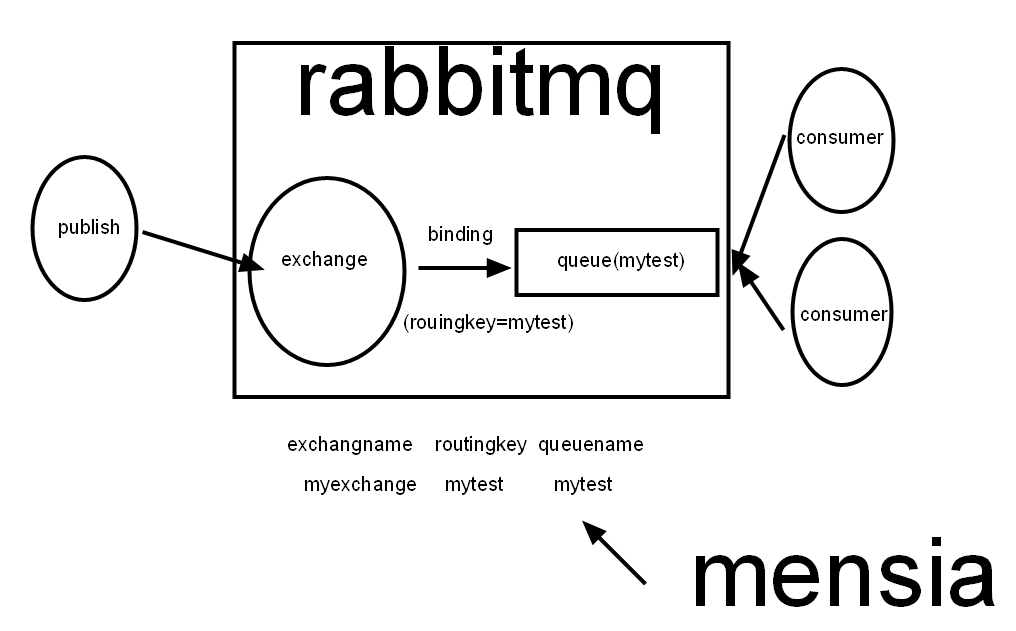 rabbitmq
publish
exchange
binding
(rouingkey=mytest)
queue(mytest)
consumer
consumer
exchangname routingkey queuename
myexchange mytest mytest
mensia